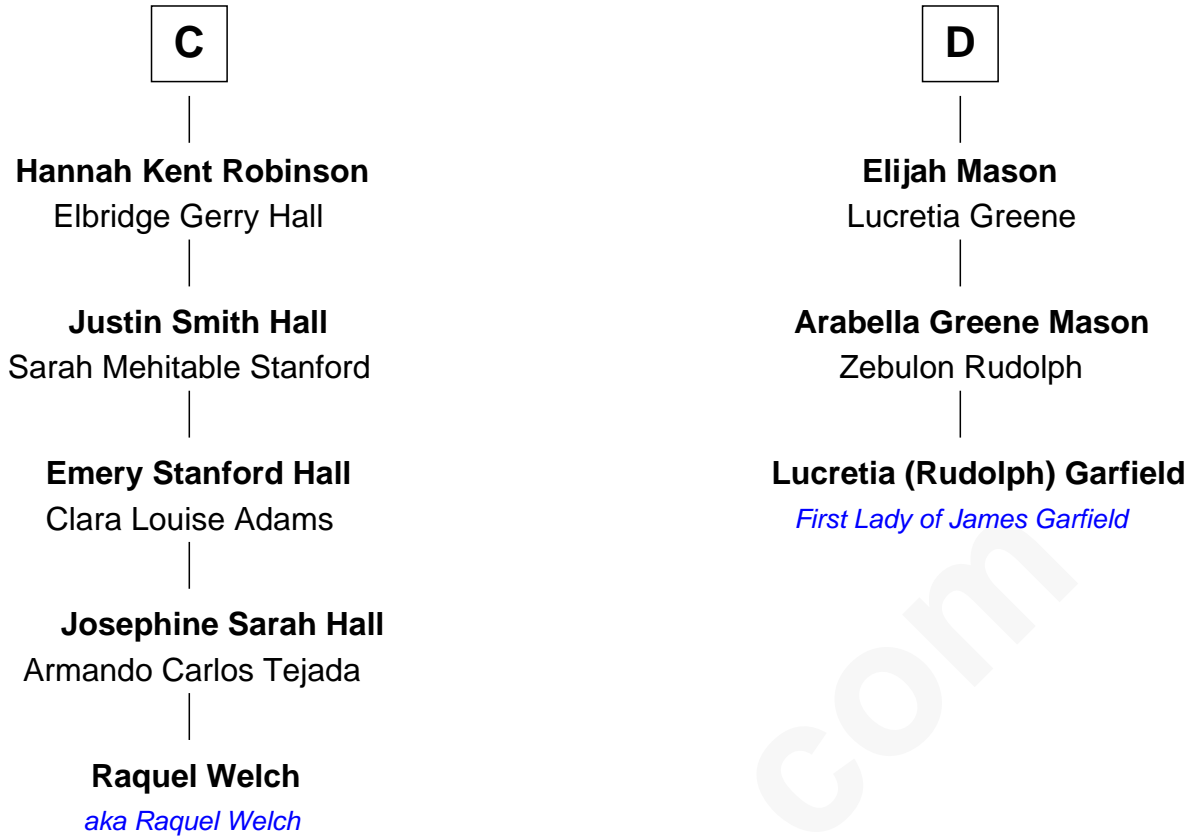 C
Hannah Kent Robinson
Elbridge Gerry Hall
Justin Smith Hall
Sarah Mehitable Stanford
Emery Stanford Hall
Clara Louise Adams
Josephine Sarah Hall
Armando Carlos Tejada
Raquel Welch
aka Raquel Welch
D
Elijah Mason
Lucretia Greene
Arabella Greene Mason
Zebulon Rudolph
Lucretia (Rudolph) Garfield
First Lady of James Garfield
com